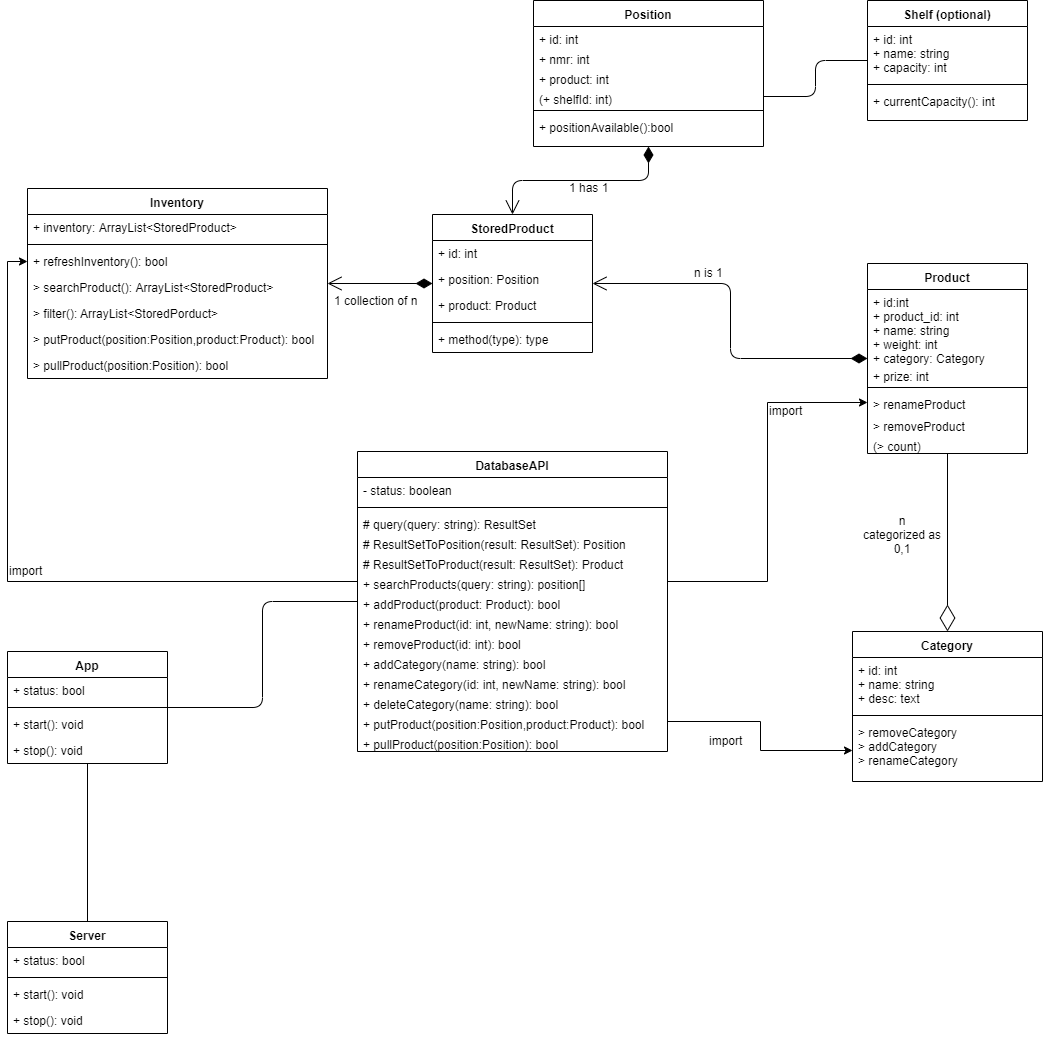 Position
+ id: int
+ nmr: int
+ product: int
(+ shelfId: int)
+ positionAvailable():bool
Shelf (optional)
+ id: int
+ name: string
+ capacity: int
+ currentCapacity(): int
1 has 1
Inventory
+ inventory: ArrayList<StoredProduct>
+ refreshInventory(): bool
> searchProduct(): ArrayList<StoredProduct>
> filter(): ArrayList<StoredPorduct>
> putProduct(position:Position,product:Product): bool
> pullProduct(position:Position): bool
1 collection of n
StoredProduct
+ id: int
+ position: Position
+ product: Product
+ method(type): type
n is 1
Product
+ id:int
+ product_id: int
+ name: string
+ weight: int
+ category: Category
+ prize: int
> renameProduct
> removeProduct
(> count)
import
DatabaseAPI
- status: boolean
# query(query: string): ResultSet
# ResultSetToPosition(result: ResultSet): Position
# ResultSetToProduct(result: ResultSet): Product
+ searchProducts(query: string): position[]
+ addProduct(product: Product): bool
+ renameProduct(id: int, newName: string): bool
+ removeProduct(id: int): bool
+ addCategory(name: string): bool
+ renameCategory(id: int, newName: string): bool
+ deleteCategory(name: string): bool
+ putProduct(position:Position,product:Product): bool
+ pullProduct(position:Position): bool
n
categorized as
0,1
import
App
+ status: bool
+ start(): void
+ stop(): void
import
Category
+ id: int
+ name: string
+ desc: text
> removeCategory
> addCategory
> renameCategory
Server
+ status: bool
+ start(): void
+ stop(): void